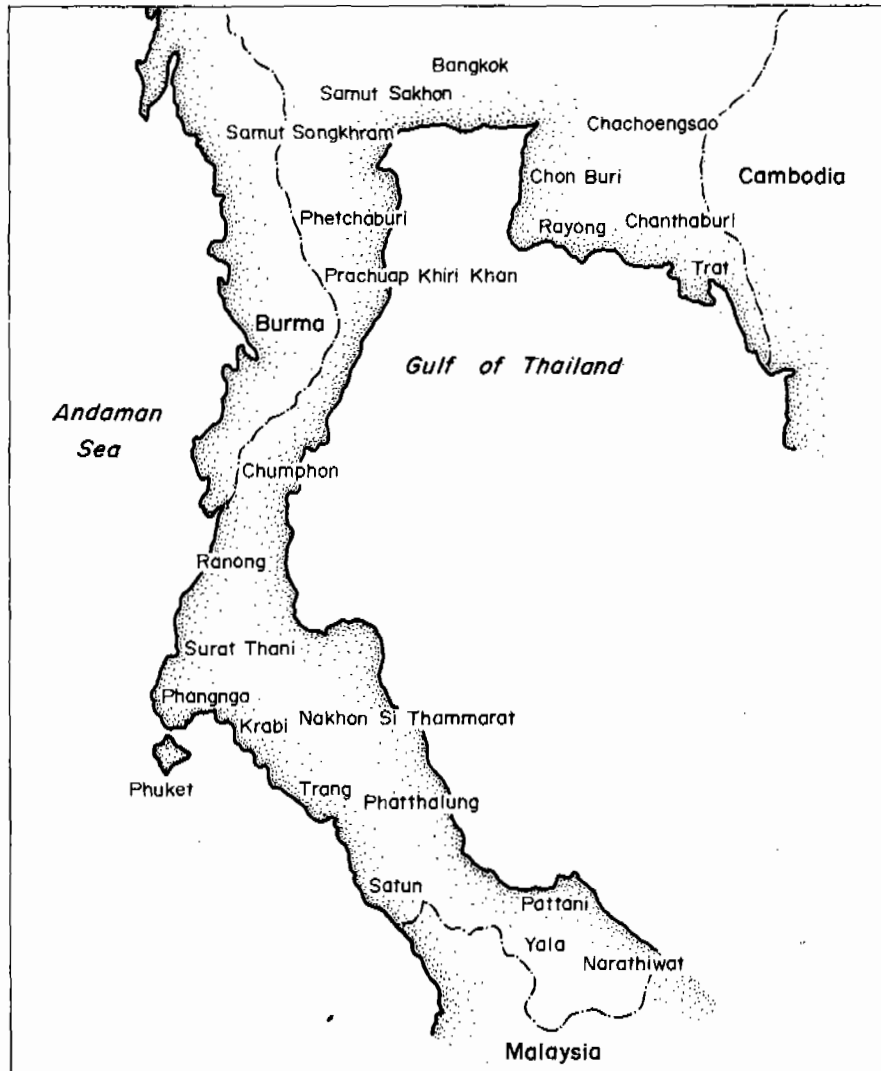 Bangkok
Samut Sakhon
Chachoengsao
Samut Songkhram
Chon Buri
Cambodia
Phetchaburi
Rayong
Chanthaburi
Trat
Prachuap Khiri Khan
Burma
Gulf of Thailand
Andaman
Sea
Chumphon
Ranong
Surat Thani
Phangnga
Krabi
Nakhon Si Thammarat
Phuket
Trang
Phatthalung
Satun
Pattani
Yala
Narathiwat
Malaysia